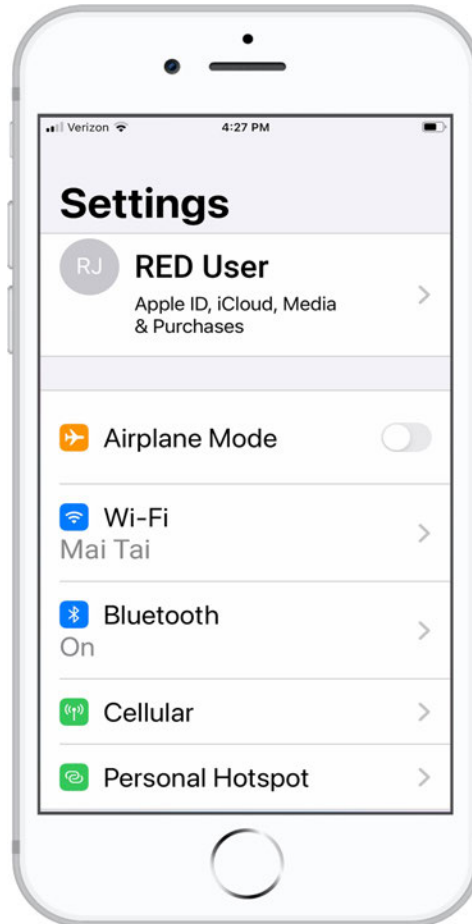 Verizon 4:27 PM
Settings
RJ
RED User
Apple ID, iCloud, Media
& Purchases
Airplane Mode
Wi-Fi
Mai Tai
Bluetooth
On
Cellular
Personal Hotspot